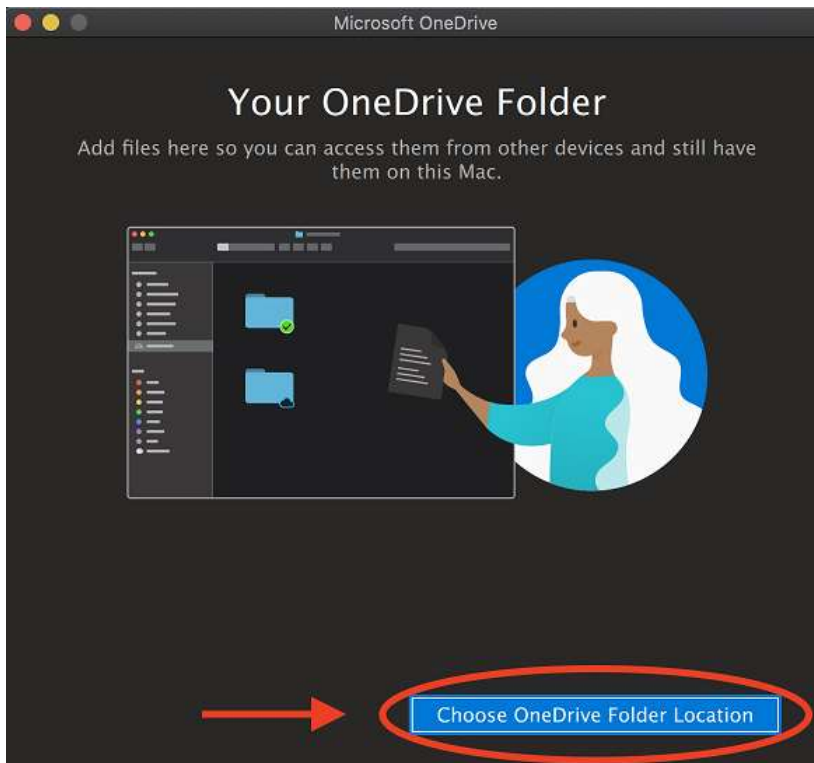 Microsoft OneDrive
Your OneDrive Folder
Add files here so you can access them from other devices and still have
them on this Mac.
Choose OneDrive Folder Location